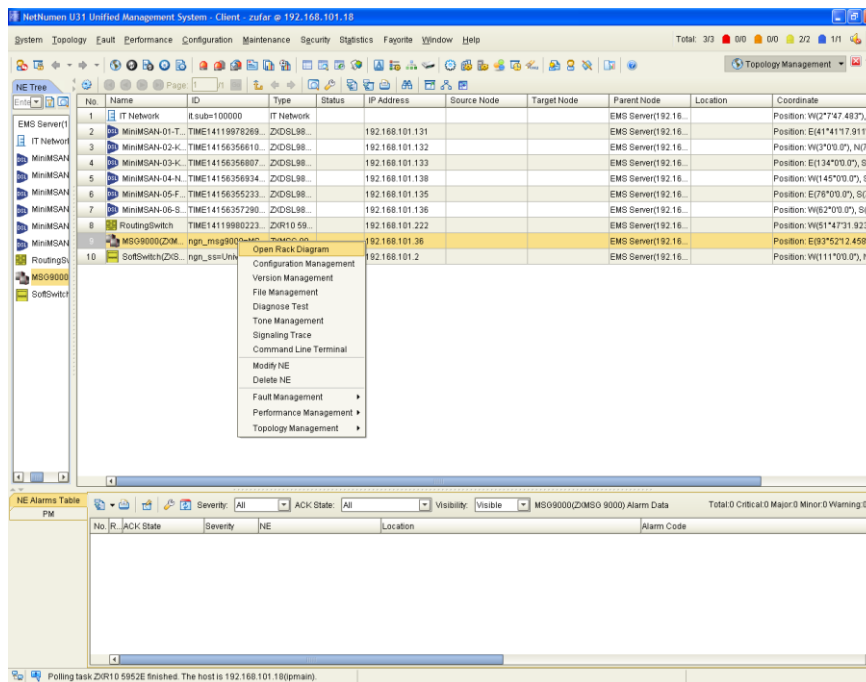 NetNumen U31 Unified Management System - Client - zufar @ 192.168.101.18
System Topology Fault Performance Configuration Maintenance Security Statistics Favorite Window Help Total: 3/3 0/0 0/0 2/2 1/1
Topology Management
NE Tree Page: 1 /1
No. Name ID Type Status IP Address Source Node Target Node Parent Node Location Coordinate
EMS Server(1
IT Networ
MiniMSAN
MiniMSAN
MiniMSAN
MiniMSAN
MiniMSAN
MiniMSAN
RoutingSv
MSG9000
SoftSwitch
1 IT Network it.sub=100000 IT Network EMS Server(192.16... Position: W(2°7'47.483"),
2 MiniMSAN-01-T... TIME14119978269... ZXDSL98... 192.168.101.131 EMS Server(192.16... Position: E(41°41'17.911
3 MiniMSAN-02-K... TIME14156356610... ZXDSL98... 192.168.101.132 EMS Server(192.16... Position: W(3°0'0.0"), N(7
4 MiniMSAN-03-K... TIME14156356807... ZXDSL98... 192.168.101.133 EMS Server(192.16... Position: E(134°0'0.0"), S
5 MiniMSAN-04-N... TIME14156356934... ZXDSL98... 192.168.101.138 EMS Server(192.16... Position: W(145°0'0.0"), S
6 MiniMSAN-05-F... TIME14156355233... ZXDSL98... 192.168.101.135 EMS Server(192.16... Position: E(76°0'0.0"), S(
7 MiniMSAN-06-S... TIME14156357290... ZXDSL98... 192.168.101.136 EMS Server(192.16... Position: W(62°0'0.0"), S(
8 RoutingSwitch TIME14119980223... ZXR10 59... 192.168.101.222 EMS Server(192.16... Position: W(51°47'31.923
9 MSG9000(ZXM... 192.168.101.36 EMS Server(192.16... Position: E(93°52'12.458
10 SoftSwitch(ZXS... ngn_ss=Univ 192.168.101.2 EMS Server(192.16... Position: W(111°0'0.0"),
Open Rack Diagram
Configuration Management
Version Management
File Management
Diagnose Test
Tone Management
Signaling Trace
Command Line Terminal
Modify NE
Delete NE
Fault Management
Performance Management
Topology Management
NE Alarms Table
PM
Severity: All ACK State: All Visibility: Visible MSG9000(ZXMSG 9000) Alarm Data Total:0 Critical:0 Major:0 Minor:0 Warning:0
No. R... ACK State Severity NE Location Alarm Code
Polling task ZXR10 5952E finished. The host is 192.168.101.18(ipmain).